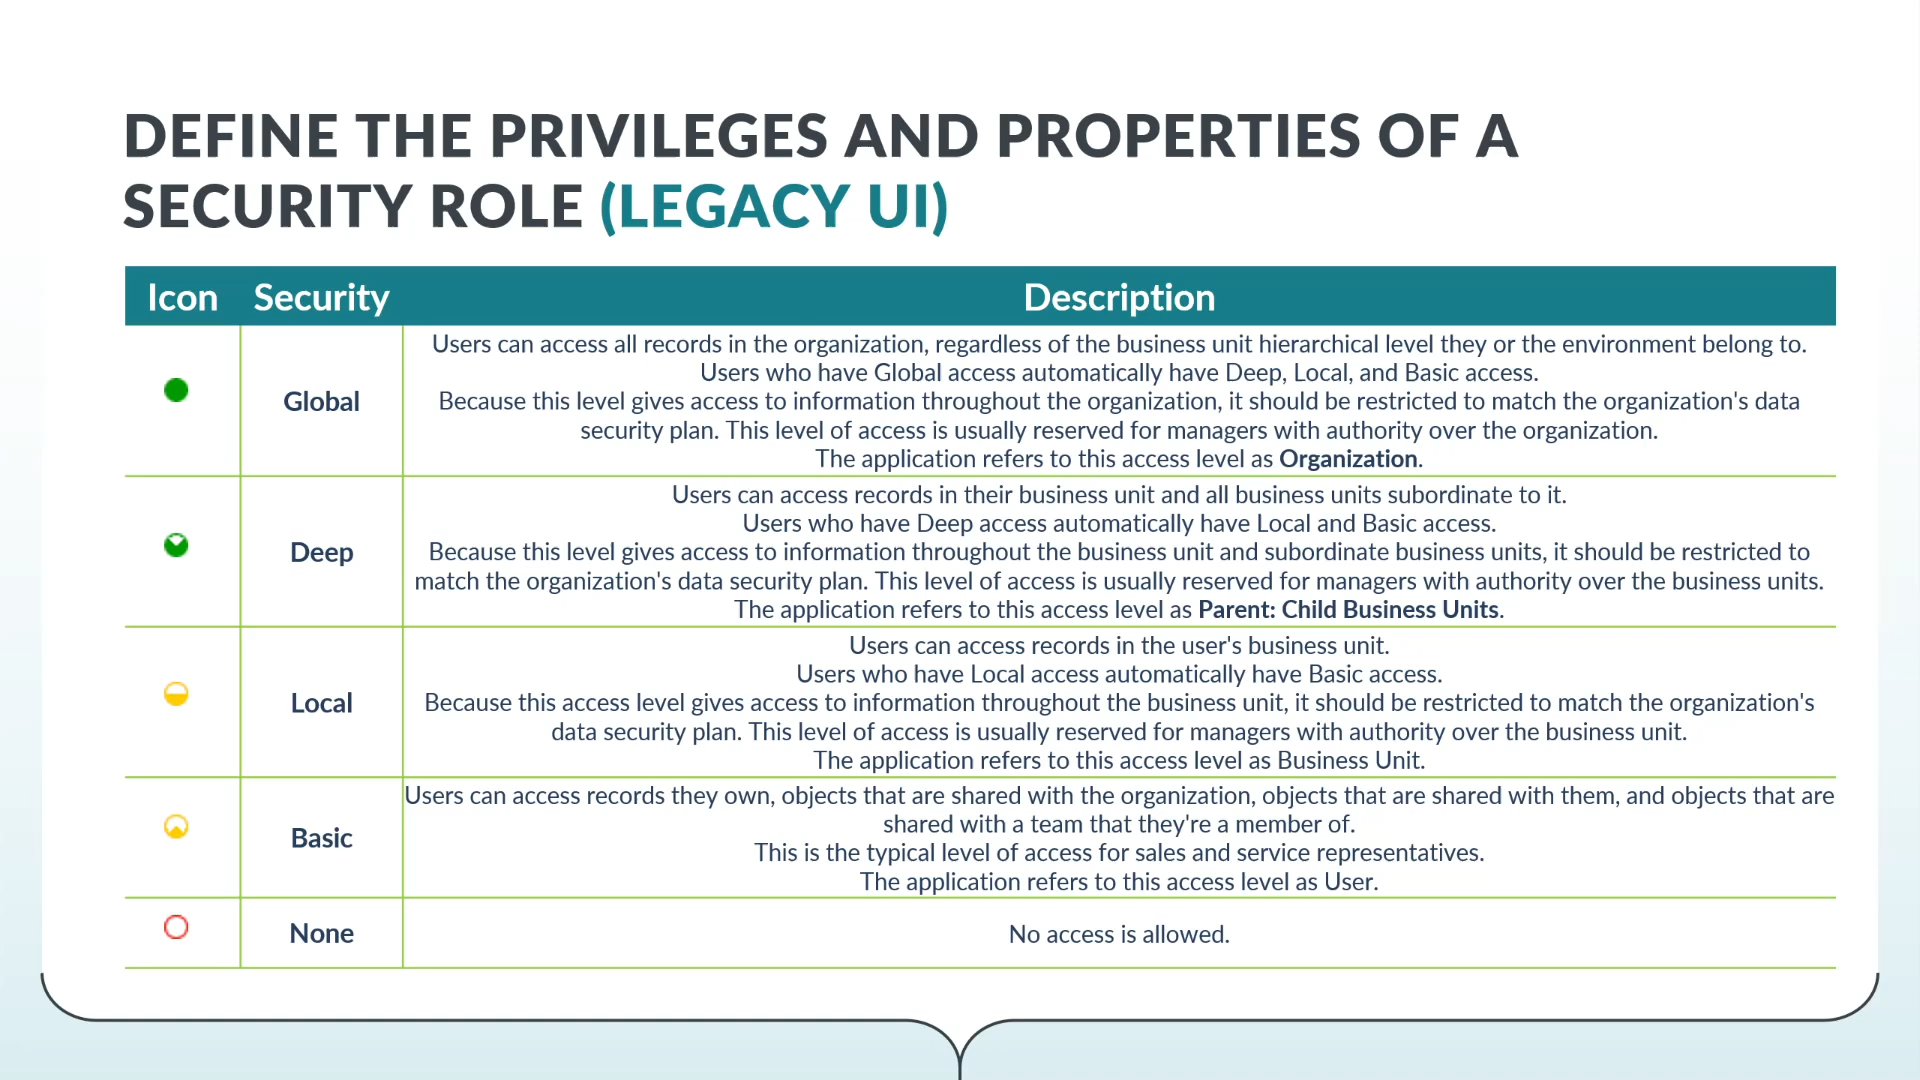 DEFINE THE PRIVILEGES AND PROPERTIES OF A
SECURITY ROLE (LEGACY UI)
Icon Security Description
Global
Users can access all records in the organization, regardless of the business unit hierarchical level they or the environment belong to.
Users who have Global access automatically have Deep, Local, and Basic access.
Because this level gives access to information throughout the organization, it should be restricted to match the organization's data
security plan. This level of access is usually reserved for managers with authority over the organization.
The application refers to this access level as Organization.
Deep
Users can access records in their business unit and all business units subordinate to it.
Users who have Deep access automatically have Local and Basic access.
Because this level gives access to information throughout the business unit and subordinate business units, it should be restricted to
match the organization's data security plan. This level of access is usually reserved for managers with authority over the business units.
The application refers to this access level as Parent: Child Business Units.
Local
Users can access records in the user's business unit.
Users who have Local access automatically have Basic access.
Because this access level gives access to information throughout the business unit, it should be restricted to match the organization's
data security plan. This level of access is usually reserved for managers with authority over the business unit.
The application refers to this access level as Business Unit.
Basic
Users can access records they own, objects that are shared with the organization, objects that are shared with them, and objects that are
shared with a team that they're a member of.
This is the typical level of access for sales and service representatives.
The application refers to this access level as User.
None
No access is allowed.